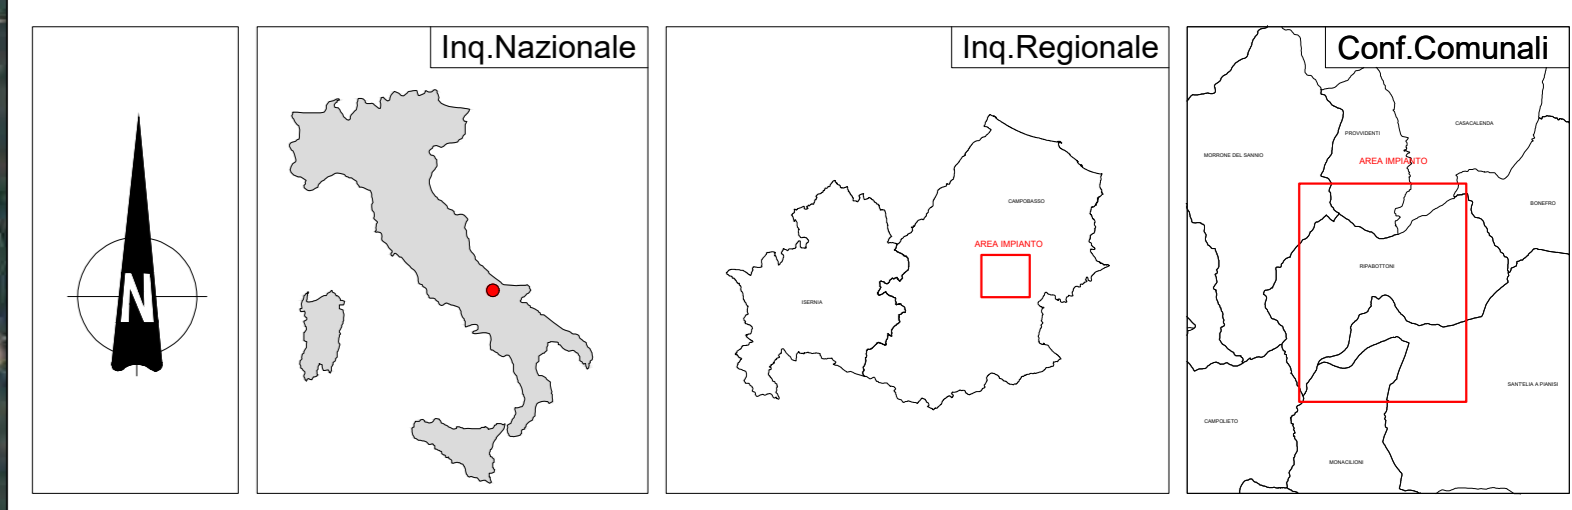 N
Inq.Nazionale
Inq.Regionale
CAMPOBASSO
AREA IMPIANTO
ISERNIA
Conf.Comunali
CASACALENDA
PROVVIDENTI
MORRONE DEL SANNIO
AREA IMPIANTO
BONEFRO
RIPABOTTONI
SANT'ELIA A PIANISI
CAMPOLIETO
MONACILIONI